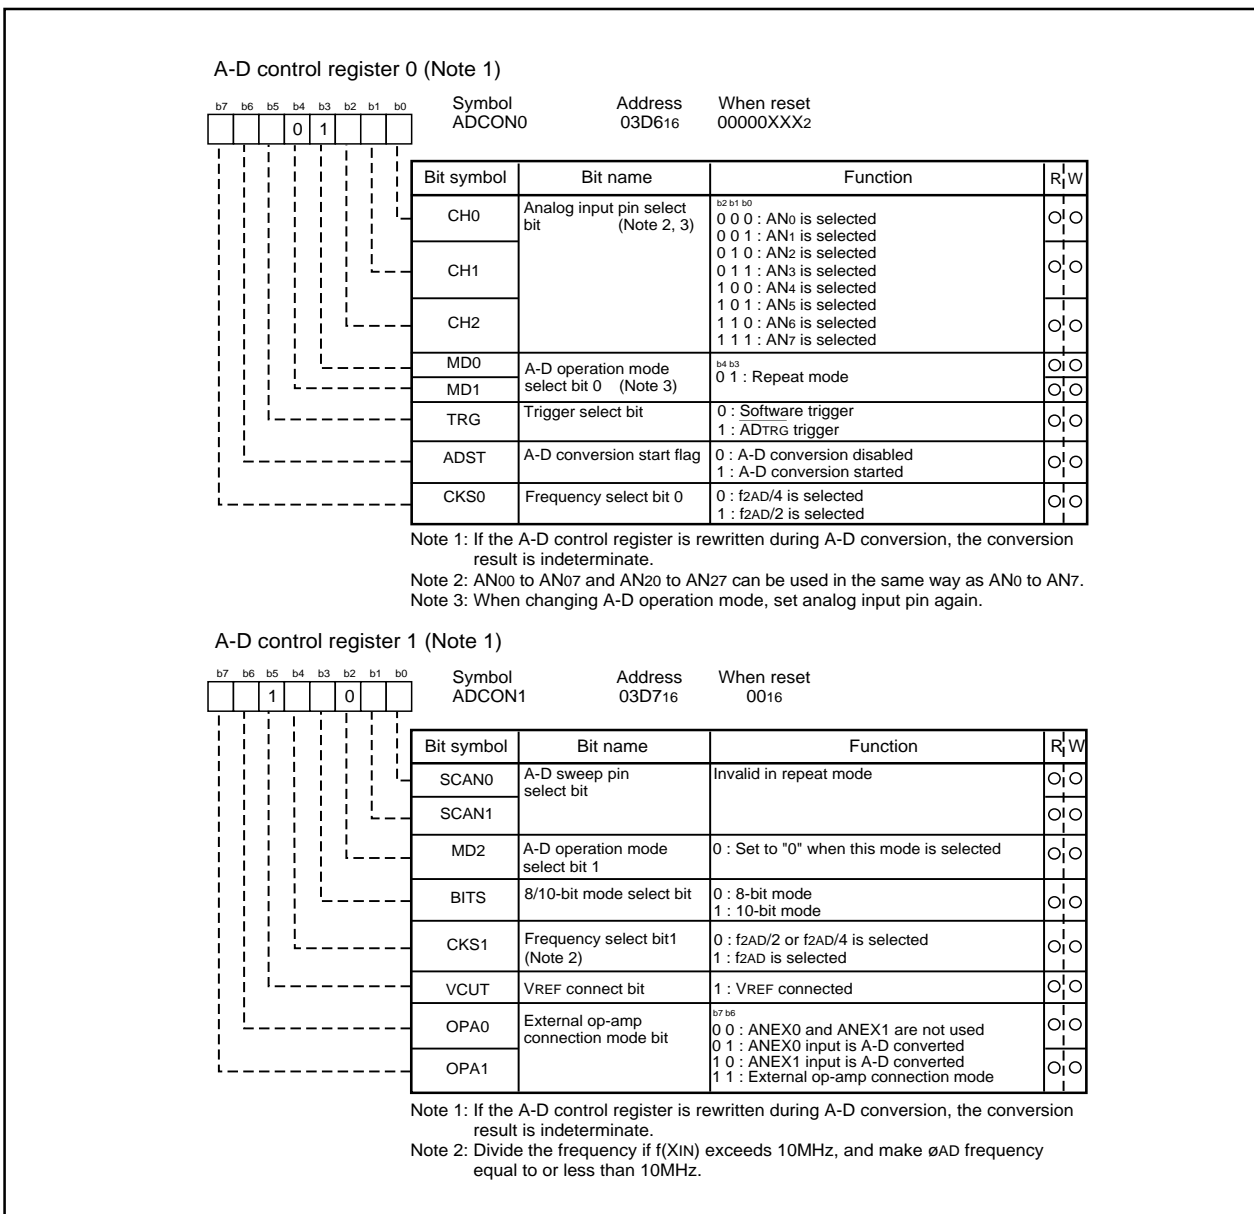 A-D control register 0 (Note 1)
b7 b6 b5 b4 b3 b2 b1 b0
0 1
Symbol Address When reset
ADCON0 03D616 00000XXX2
Bit symbol Bit name Function R W
CH0 Analog input pin select
bit (Note 2, 3)
b2 b1 b0
0 0 0 : AN0 is selected
0 0 1 : AN1 is selected
0 1 0 : AN2 is selected
CH1
0 1 1 : AN3 is selected
1 0 0 : AN4 is selected
1 0 1 : AN5 is selected
CH2
1 1 0 : AN6 is selected
1 1 1 : AN7 is selected
MD0 A-D operation mode
MD1 select bit 0 (Note 3)
b4 b3
0 1 : Repeat mode
TRG Trigger select bit 0 : Software trigger
1 : ADTRG trigger
ADST A-D conversion start flag 0 : A-D conversion disabled
1 : A-D conversion started
CKS0 Frequency select bit 0 0 : f2AD/4 is selected
1 : f2AD/2 is selected
Note 1: If the A-D control register is rewritten during A-D conversion, the conversion
result is indeterminate.
Note 2: AN00 to AN07 and AN20 to AN27 can be used in the same way as AN0 to AN7.
Note 3: When changing A-D operation mode, set analog input pin again.
A-D control register 1 (Note 1)
b7 b6 b5 b4 b3 b2 b1 b0
1 0
Symbol Address When reset
ADCON1 03D716 0016
Bit symbol Bit name Function R W
SCAN0 A-D sweep pin
select bit
Invalid in repeat mode
SCAN1
MD2 A-D operation mode
select bit 1
0 : Set to "0" when this mode is selected
BITS 8/10-bit mode select bit 0 : 8-bit mode
1 : 10-bit mode
CKS1 Frequency select bit1
(Note 2)
0 : f2AD/2 or f2AD/4 is selected
1 : f2AD is selected
VCUT VREF connect bit 1 : VREF connected
OPA0 External op-amp
connection mode bit
b7 b6
0 0 : ANEX0 and ANEX1 are not used
0 1 : ANEX0 input is A-D converted
OPA1
1 0 : ANEX1 input is A-D converted
1 1 : External op-amp connection mode
Note 1: If the A-D control register is rewritten during A-D conversion, the conversion
result is indeterminate.
Note 2: Divide the frequency if f(XIN) exceeds 10MHz, and make øAD frequency
equal to or less than 10MHz.